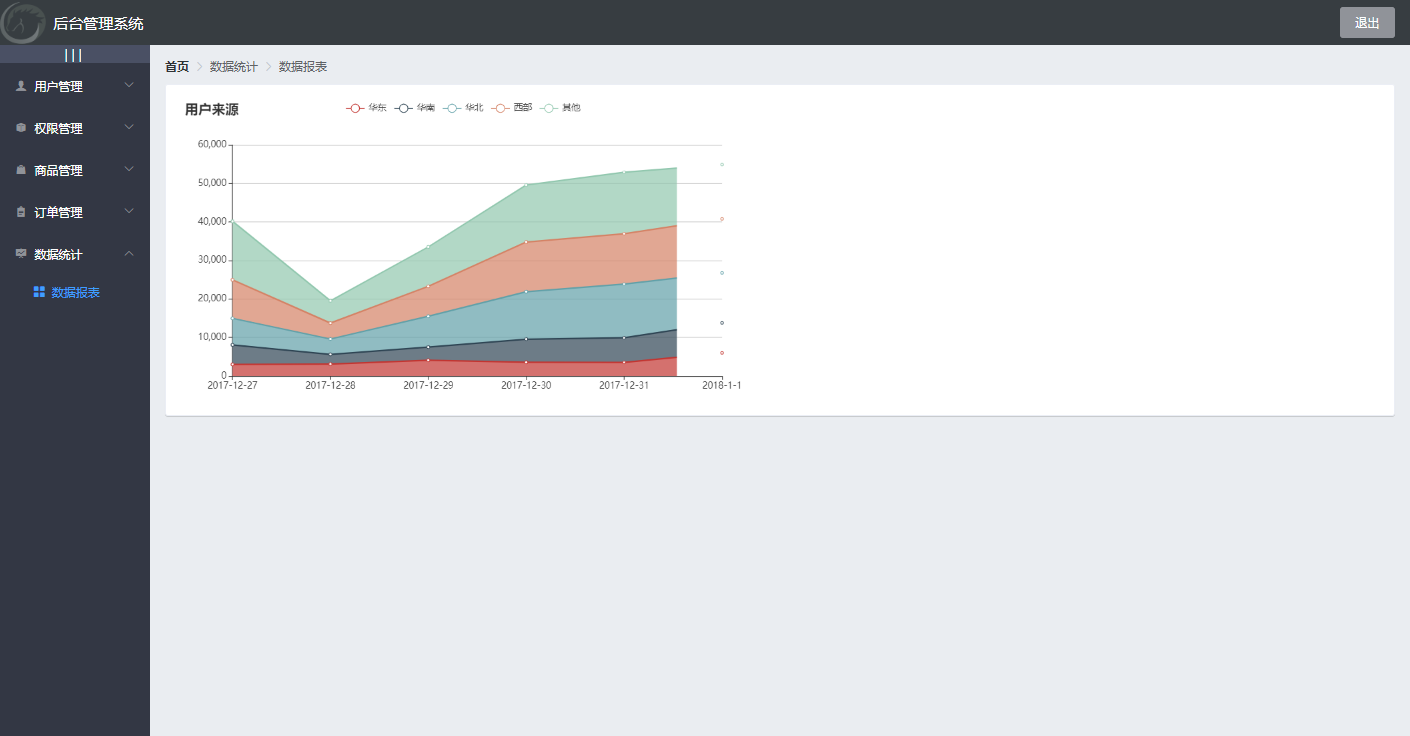 后台管理系统
退出
|||
首页 > 数据统计 > 数据报表
用户管理
权限管理
商品管理
订单管理
数据统计
数据报表
用户来源
华东 华南 华北 西部 其他
60,000
50,000
40,000
30,000
20,000
10,000
0
2017-12-27 2017-12-28 2017-12-29 2017-12-30 2017-12-31 2018-1-1